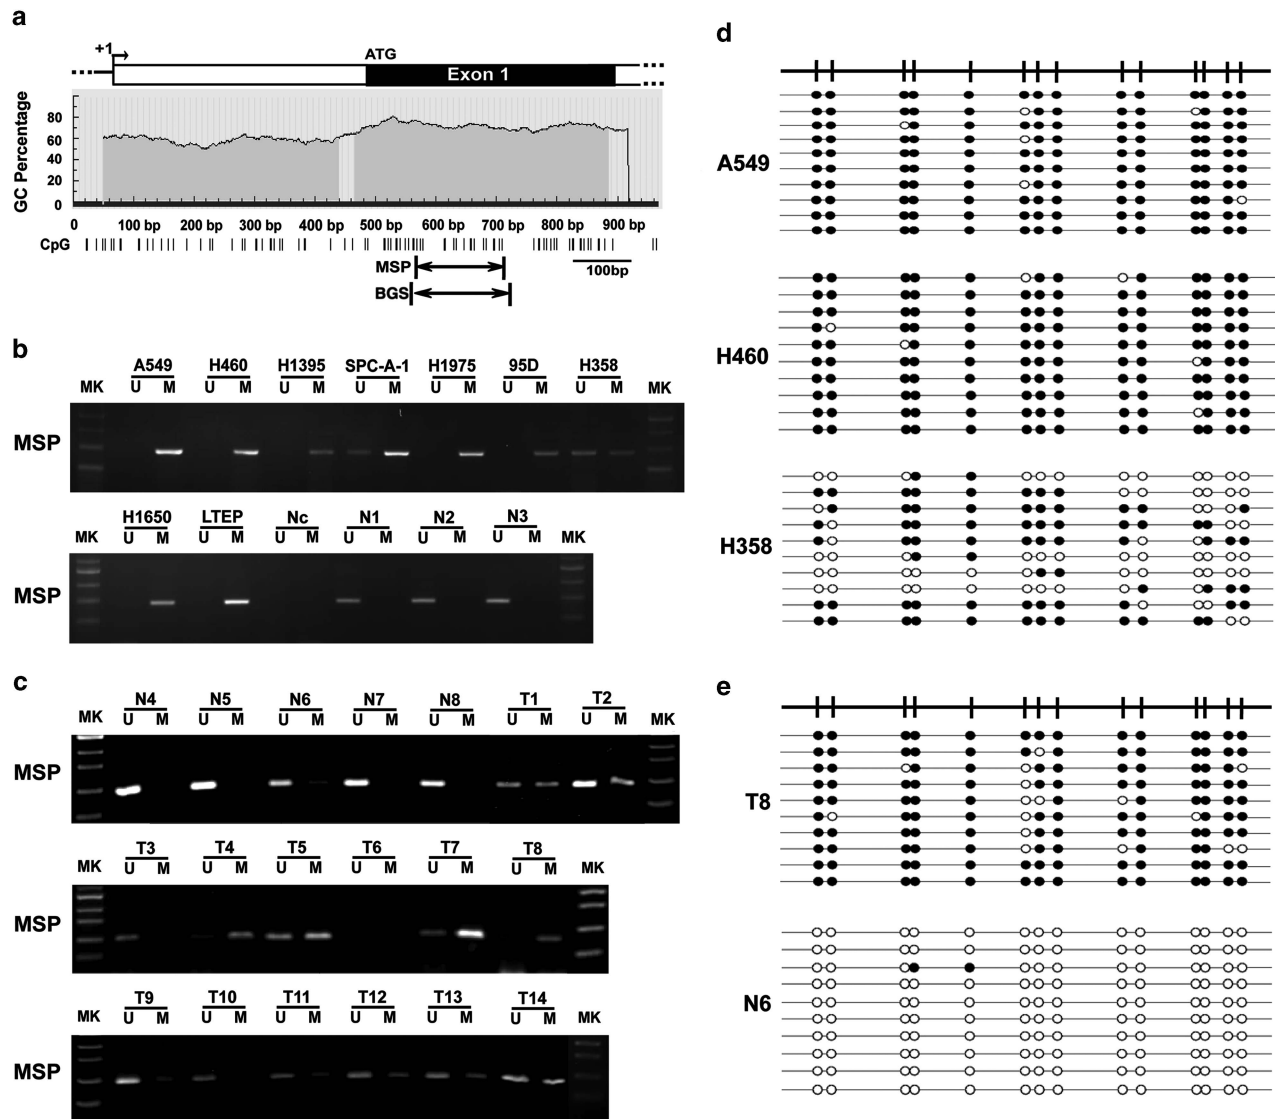 a
+1
ATG
Exon 1
GC Percentage
80
60
40
20
0
0 100 bp 200 bp 300 bp 400 bp 500 bp 600 bp 700 bp 800 bp 900 bp
CpG
MSP
100bp
BGS
b
A549 H460 H1395 SPC-A-1 H1975 95D H358
MK U M U M U M U M U M U M U M MK
MSP
H1650 LTEP Nc N1 N2 N3
MK U M U M U M U M U M U M MK
MSP
c
N4 N5 N6 N7 N8 T1 T2
MK U M U M U M U M U M U M U M MK
MSP
T3 T4 T5 T6 T7 T8
MK U M U M U M U M U M U M MK
MSP
T9 T10 T11 T12 T13 T14
MK U M U M U M U M U M U M MK
MSP
d
A549
H460
H358
e
T8
N6